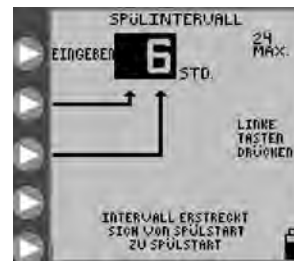 SPÜLINTERVALL
24
MAX.
EINGEBEN 6 STD.
LINKE
TASTEN
DRÜCKEN
INTERVALL ERSTRECKT
SICH VON SPÜLSTART
ZU SPÜLSTART